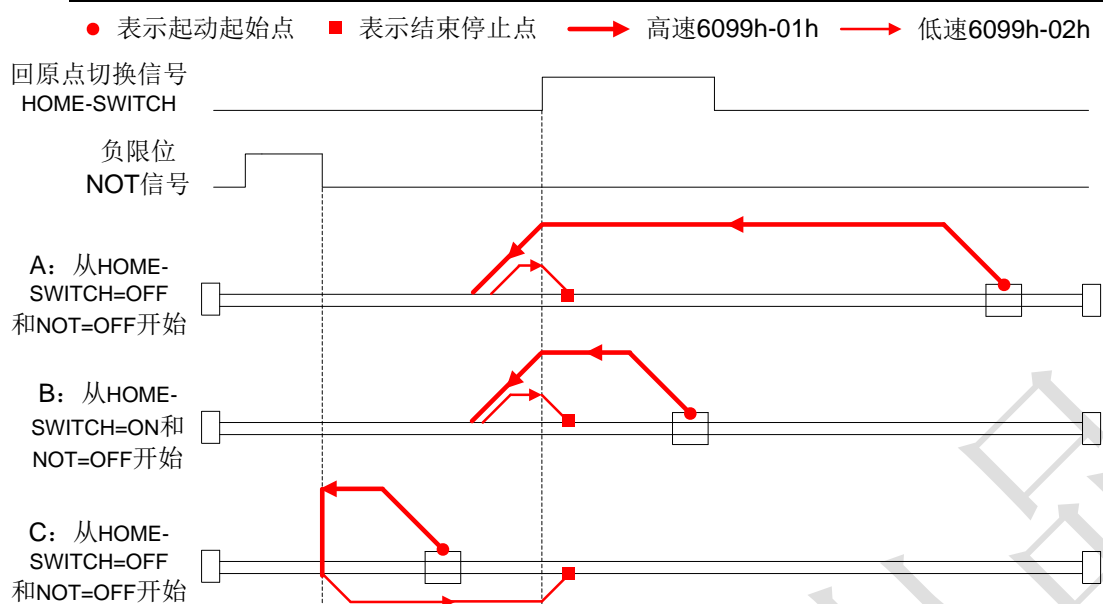 表示起动起始点 表示结束停止点 高速6099h-01h 低速6099h-02h
回原点切换信号
HOME-SWITCH
负限位
NOT信号
A：从HOME-
SWITCH=OFF
和NOT=OFF开始
B：从HOME-
SWITCH=ON和
NOT=OFF开始
C：从HOME-
SWITCH=OFF
和NOT=OFF开始